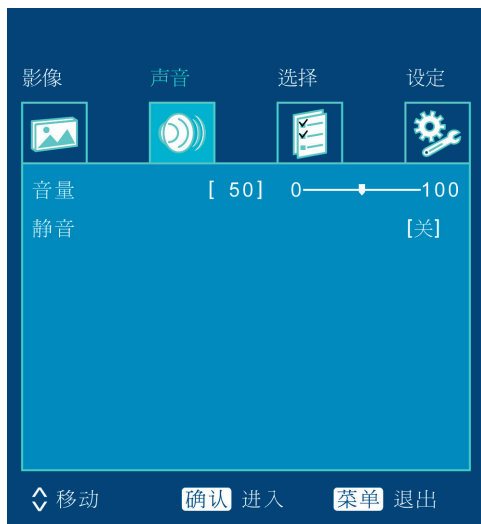 影像 声音 选择 设定
音量 [ 50] 0 100
静音 [关]
移动 确认 进入 菜单 退出